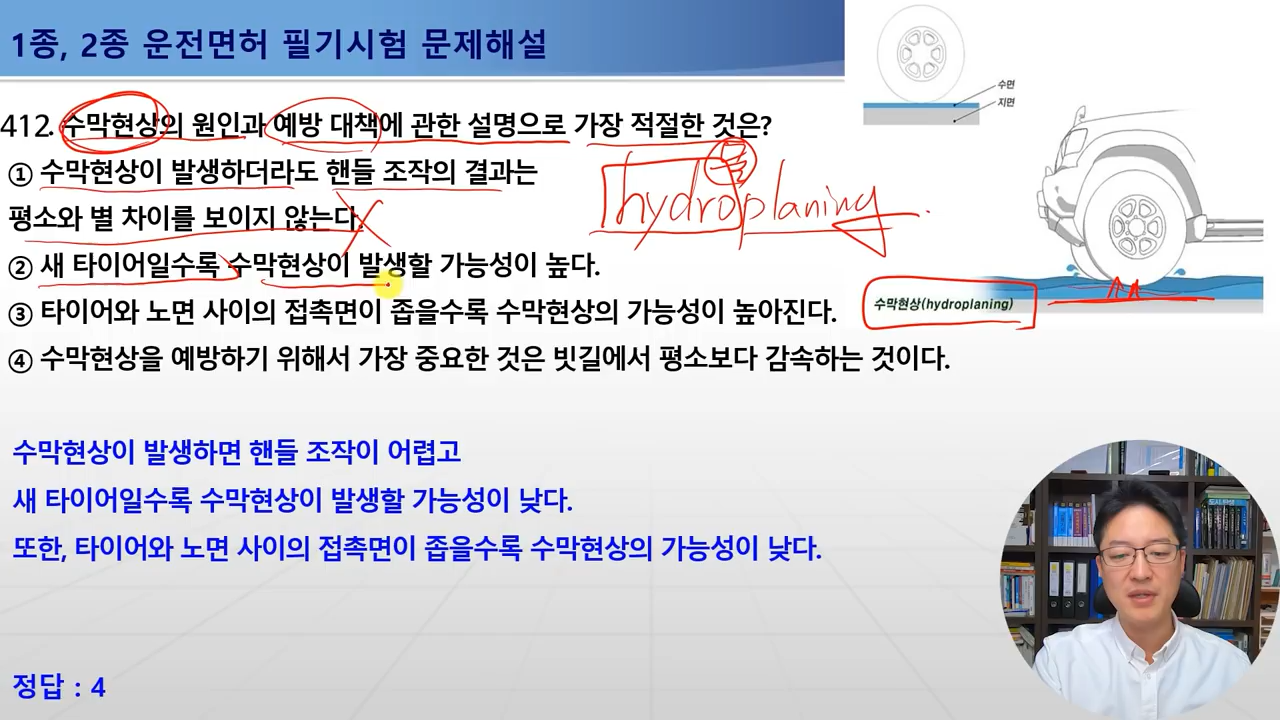 1종, 2종 운전면허 필기시험 문제해설
412. 수막현상의 원인과 예방 대책에 관한 설명으로 가장 적절한 것은?
① 수막현상이 발생하더라도 핸들 조작의 결과는
평소와 별 차이를 보이지 않는다.
② 새 타이어일수록 수막현상이 발생할 가능성이 높다.
③ 타이어와 노면 사이의 접촉면이 좁을수록 수막현상의 가능성이 높아진다.
④ 수막현상을 예방하기 위해서 가장 중요한 것은 빗길에서 평소보다 감속하는 것이다.
hydroplaning
수면
지면
수막현상(hydroplaning)
수막현상이 발생하면 핸들 조작이 어렵고
새 타이어일수록 수막현상이 발생할 가능성이 낮다.
또한, 타이어와 노면 사이의 접촉면이 좁을수록 수막현상의 가능성이 낮다.
정답 : 4